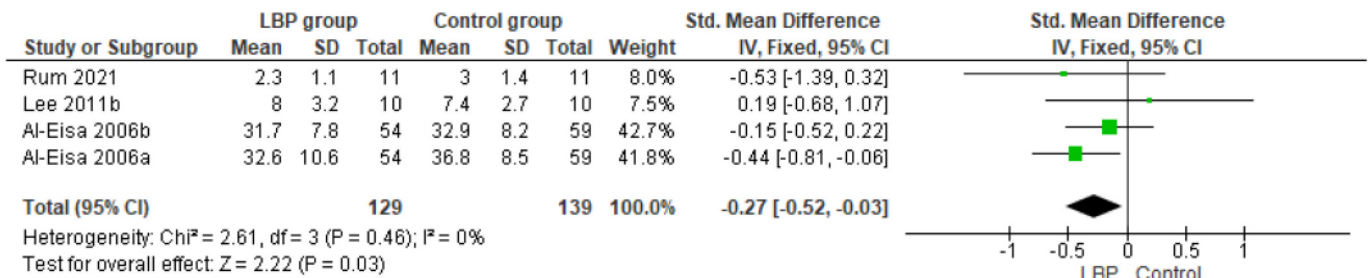 LBP group Control group Std. Mean Difference Std. Mean Difference
Study or Subgroup Mean SD Total Mean SD Total Weight IV, Fixed, 95% CI IV, Fixed, 95% CI
Rum 2021 2.3 1.1 11 3 1.4 11 8.0% -0.53 [-1.39, 0.32]
Lee 2011b 8 3.2 10 7.4 2.7 10 7.5% 0.19 [-0.68, 1.07]
Al-Eisa 2006b 31.7 7.8 54 32.9 8.2 59 42.7% -0.15 [-0.52, 0.22]
Al-Eisa 2006a 32.6 10.6 54 36.8 8.5 59 41.8% -0.44 [-0.81, -0.06]
Total (95% CI) 129 139 100.0% -0.27 [-0.52, -0.03]
Heterogeneity: Chi² = 2.61, df = 3 (P = 0.46); I² = 0%
Test for overall effect: Z = 2.22 (P = 0.03)
-1 -0.5 0 0.5 1
LBP Control